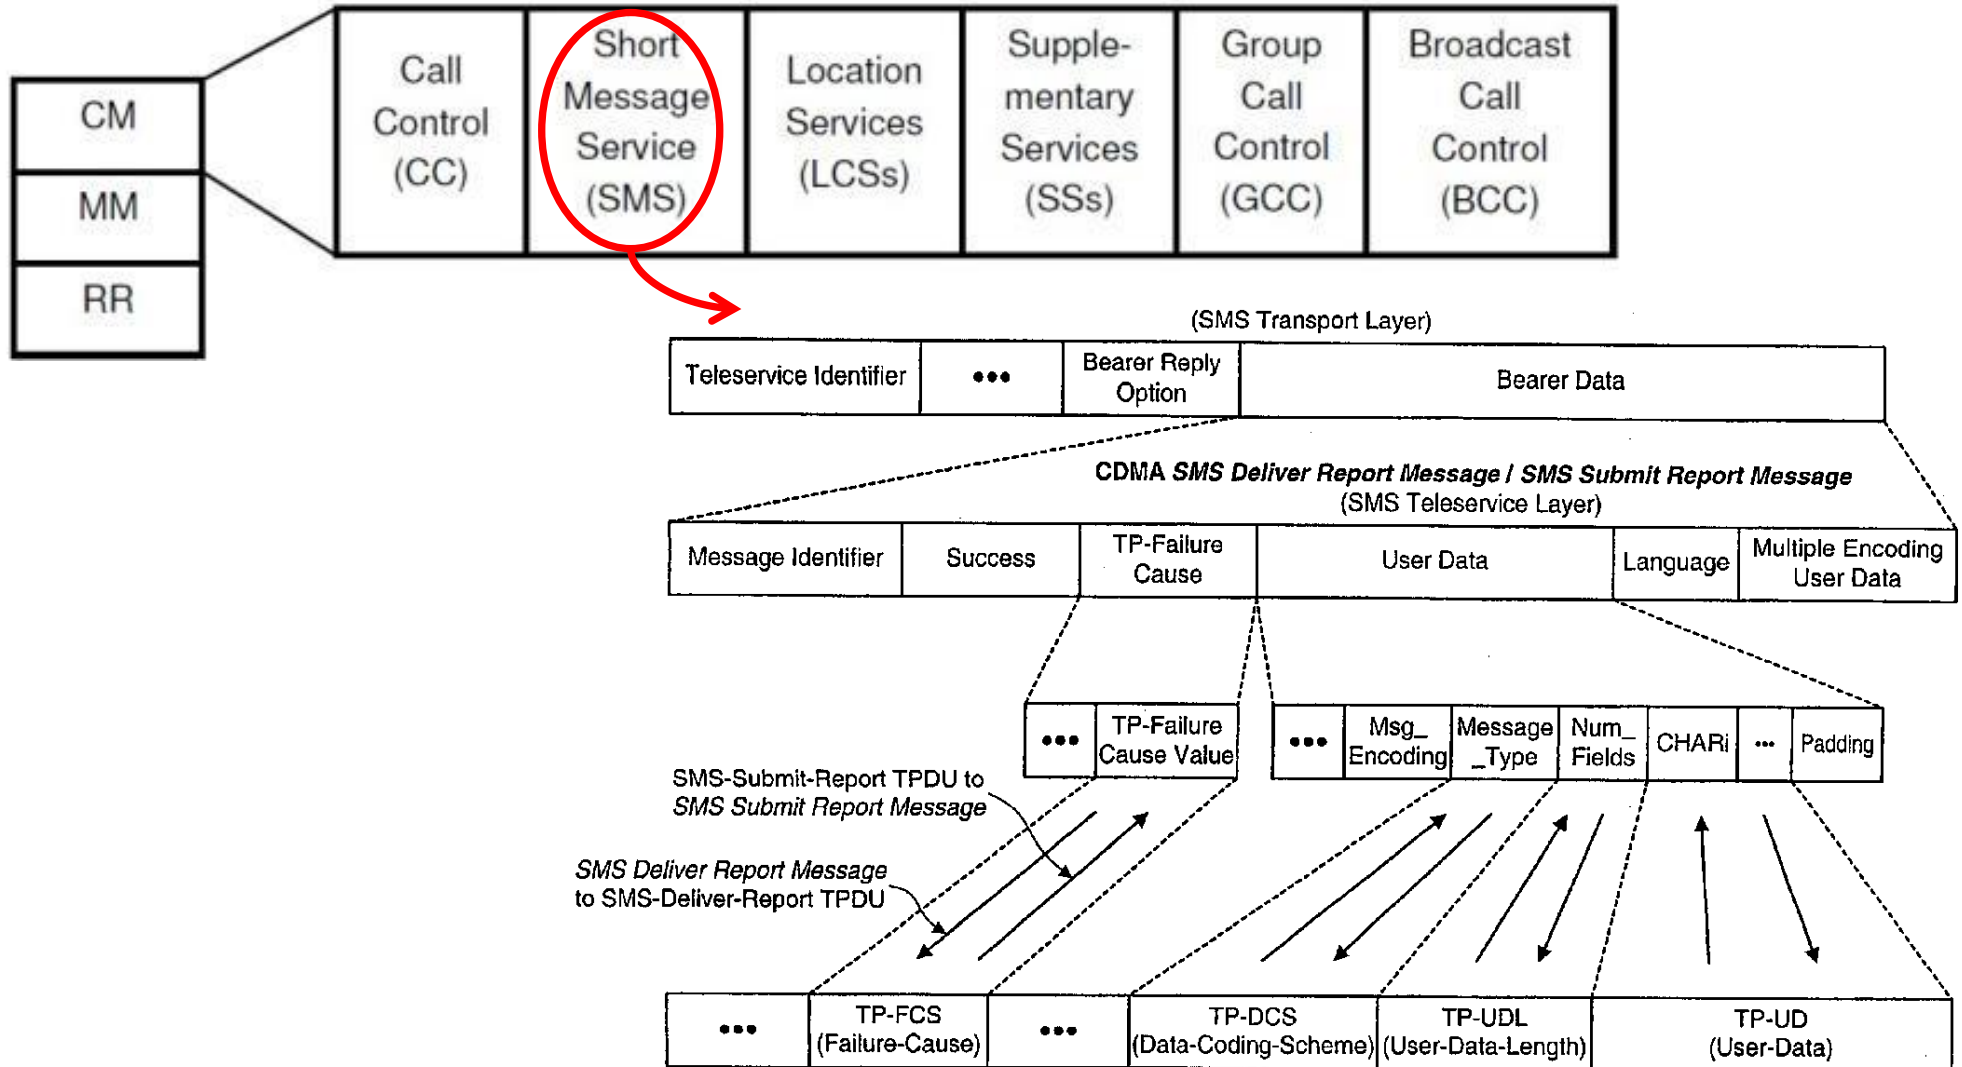 CM
MM
RR
Call
Control
(CC)
Short
Message
Service
(SMS)
Location
Services
(LCSs)
Supple-
mentary
Services
(SSs)
Group
Call
Control
(GCC)
Broadcast
Call
Control
(BCC)
(SMS Transport Layer)
Teleservice Identifier
•••
Bearer Reply
Option
Bearer Data
CDMA SMS Deliver Report Message / SMS Submit Report Message
(SMS Teleservice Layer)
Message Identifier
Success
TP-Failure
Cause
User Data
Language
Multiple Encoding
User Data
•••
TP-Failure
Cause Value
•••
Msg_
Encoding
Message
_Type
Num_
Fields
CHARi
•••
Padding
SMS-Submit-Report TPDU to
SMS Submit Report Message
SMS Deliver Report Message
to SMS-Deliver-Report TPDU
•••
TP-FCS
(Failure-Cause)
•••
TP-DCS
(Data-Coding-Scheme)
TP-UDL
(User-Data-Length)
TP-UD
(User-Data)